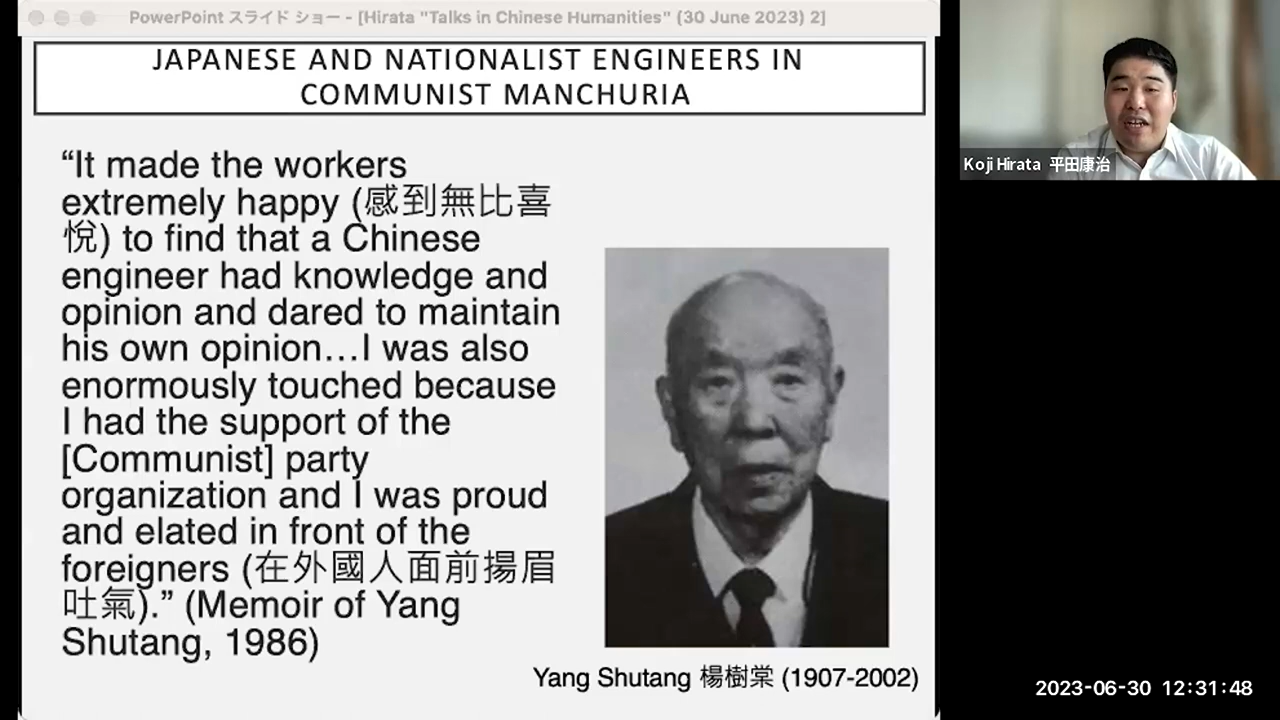 PowerPoint スライド ショー - [Hirata "Talks in Chinese Humanities" (30 June 2023) 2]
JAPANESE AND NATIONALIST ENGINEERS IN
COMMUNIST MANCHURIA
“It made the workers
extremely happy (感到無比喜
悅) to find that a Chinese
engineer had knowledge and
opinion and dared to maintain
his own opinion…I was also
enormously touched because
I had the support of the
[Communist] party
organization and I was proud
and elated in front of the
foreigners (在外國人面前揚眉
吐氣).” (Memoir of Yang
Shutang, 1986)
Yang Shutang 楊樹棠 (1907-2002)
Koji Hirata 平田康治
2023-06-30 12:31:48